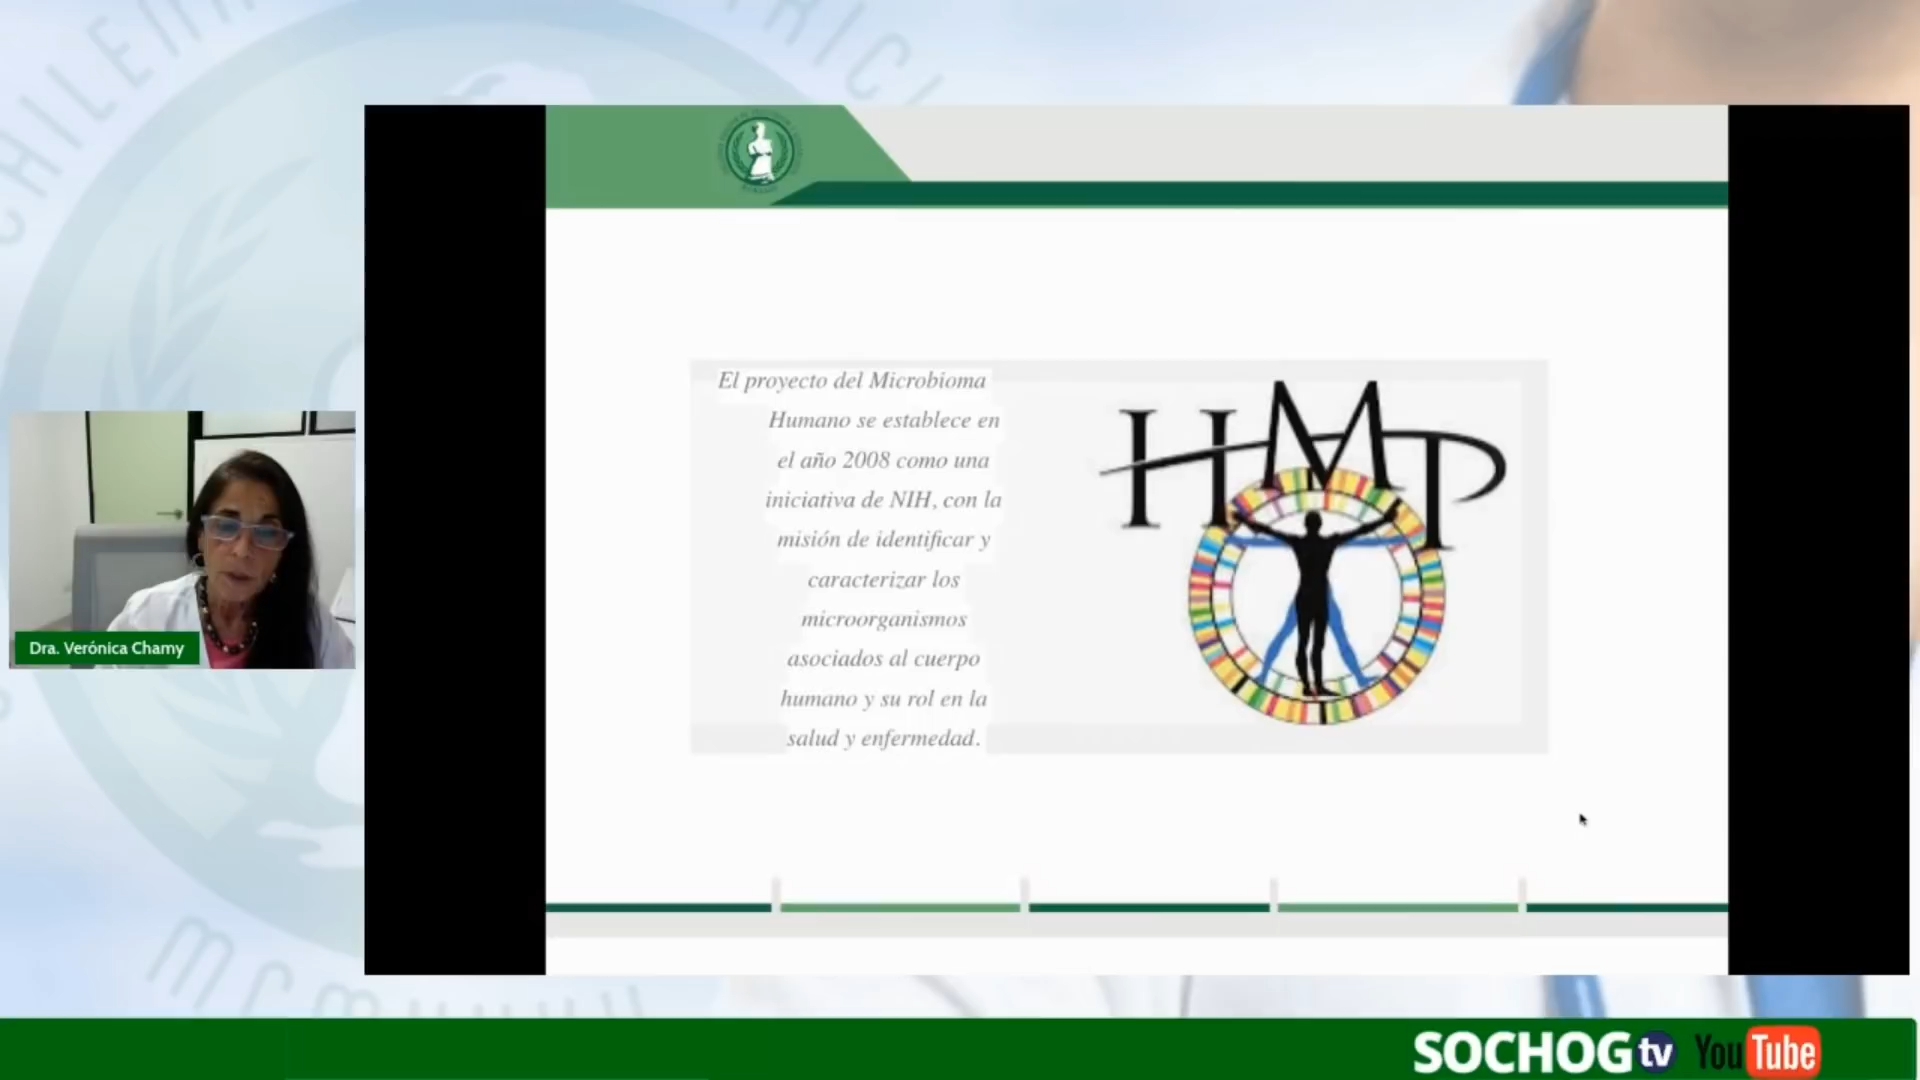 CHILENA
TRICI
HMP
El proyecto del Microbioma
Humano se establece en
el año 2008 como una
iniciativa de NIH, con la
misión de identificar y
caracterizar los
microorganismos
asociados al cuerpo
humano y su rol en la
salud y enfermedad.
Dra. Verónica Chamy
SOCHOG tv YouTube